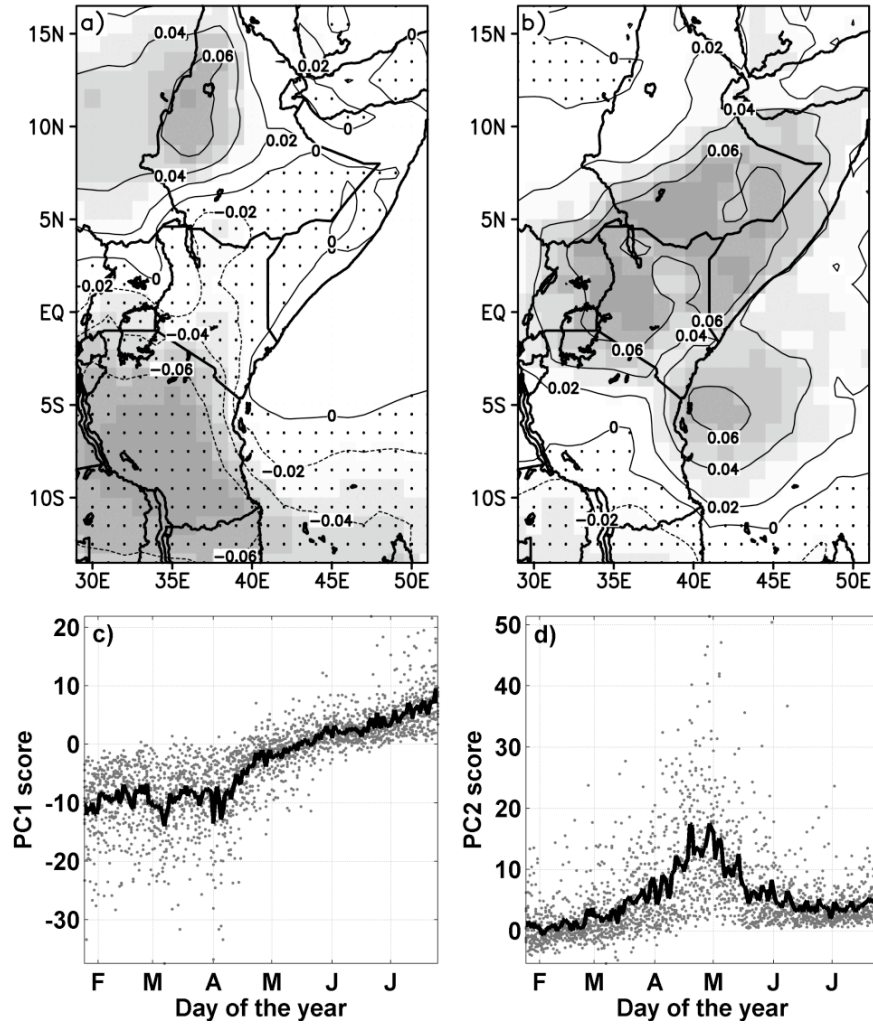 a)
0.04
0.06
0.02
0
0
10N
0.02
0
0.04
0
−0.02
0
0
−0.02
−0.04
−0.06
0
−0.02
−0.04
−0.06
15N
10N
5N
EQ
5S
10S
30E 35E 40E 45E 50E
b)
0.02
0
0.04
0.06
0.06
0.04
0.06
0.02
0
0.06
0.04
0.02
−0.02
0
15N
10N
5N
EQ
5S
10S
30E 35E 40E 45E 50E
c)
20
10
0
-10
-20
-30
PC1 score
F M A M J J
Day of the year
d)
50
40
30
20
10
0
PC2 score
F M A M J J
Day of the year